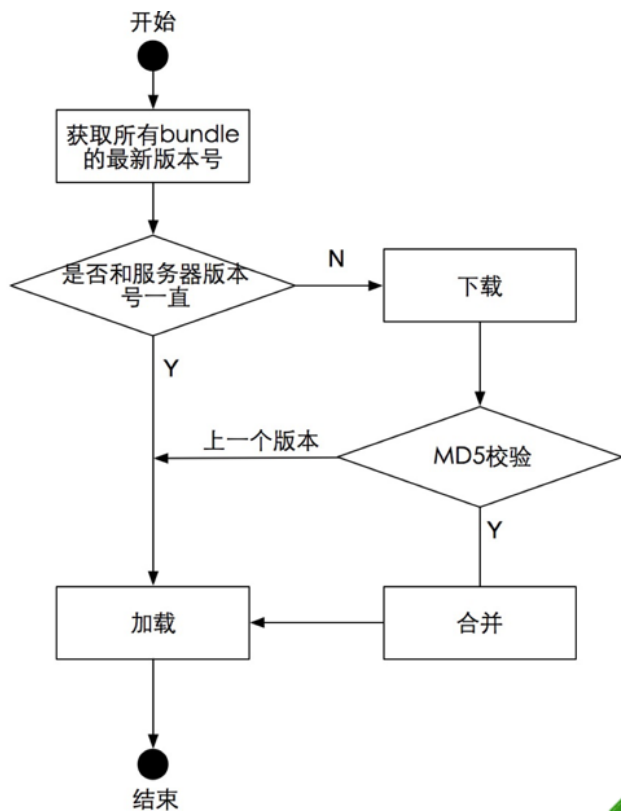 开始
获取所有bundle
的最新版本号
是否和服务器版本
号一直
N
下载
Y
上一个版本
MD5校验
Y
加载
合并
结束